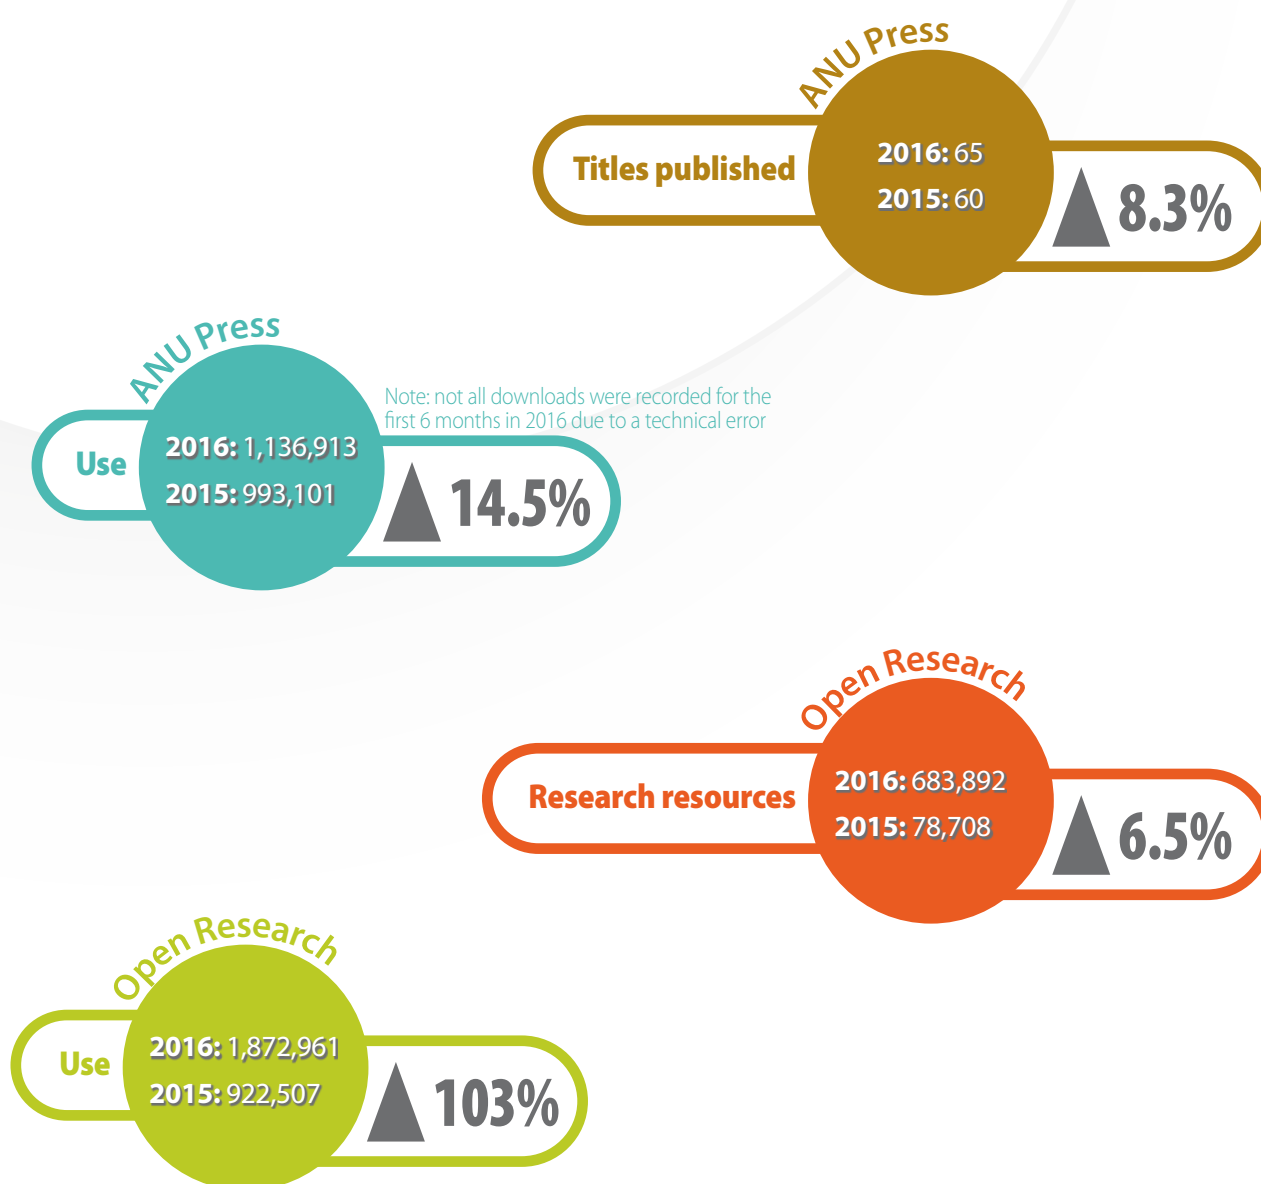 ANU Press
Titles published
2016: 65
2015: 60
8.3%
ANU Press
Use
2016: 1,136,913
2015: 993,101
Note: not all downloads were recorded for the
first 6 months in 2016 due to a technical error
14.5%
Open Research
Research resources
2016: 683,892
2015: 78,708
6.5%
Open Research
Use
2016: 1,872,961
2015: 922,507
103%